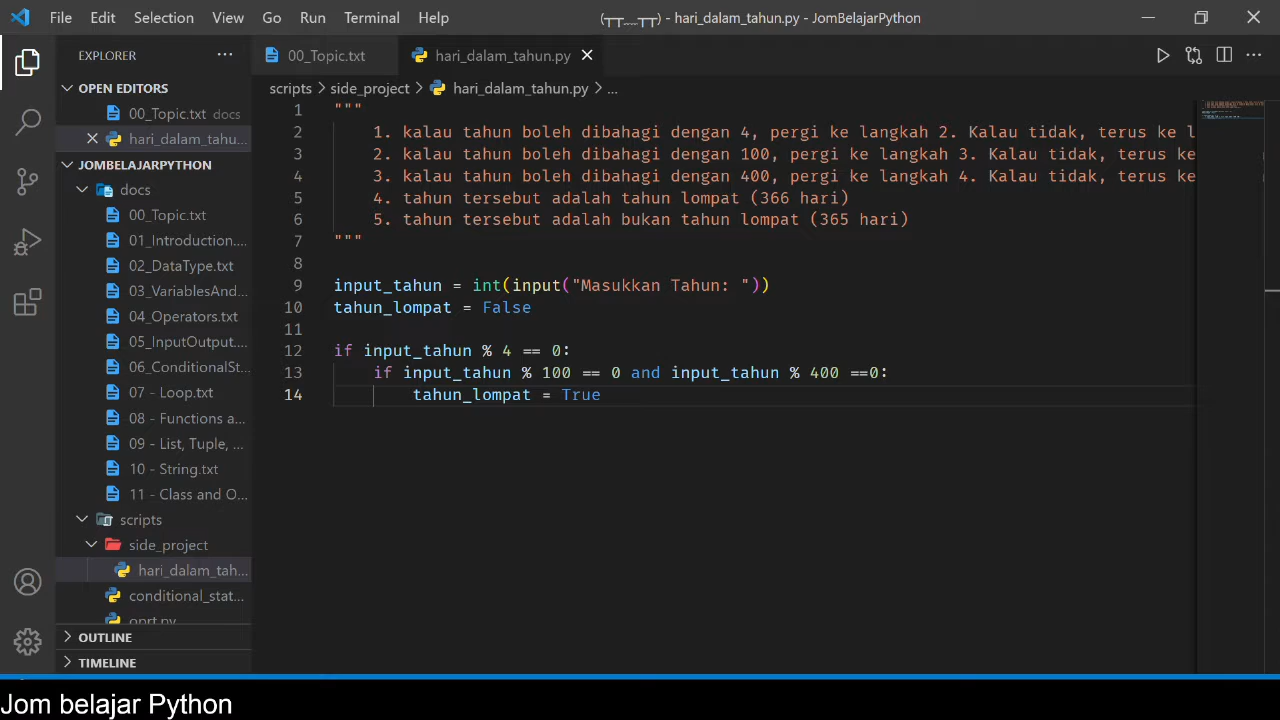 File Edit Selection View Go Run Terminal Help (┬┬﹏┬┬) - hari_dalam_tahun.py - JomBelajarPython
EXPLORER ···
00_Topic.txt
hari_dalam_tahun.py
OPEN EDITORS
00_Topic.txt docs
hari_dalam_tahu...
JOMBELAJARPYTHON
docs
00_Topic.txt
01_Introduction....
02_DataType.txt
03_VariablesAnd...
04_Operators.txt
05_InputOutput....
06_ConditionalSt...
07 - Loop.txt
08 - Functions a...
09 - List, Tuple, ...
10 - String.txt
11 - Class and O...
scripts
side_project
hari_dalam_tah...
conditional_stat...
oprt.py
OUTLINE
TIMELINE
scripts > side_project > hari_dalam_tahun.py > ...
1 """
2 1. kalau tahun boleh dibahagi dengan 4, pergi ke langkah 2. Kalau tidak, terus ke l
3 2. kalau tahun boleh dibahagi dengan 100, pergi ke langkah 3. Kalau tidak, terus ke
4 3. kalau tahun boleh dibahagi dengan 400, pergi ke langkah 4. Kalau tidak, terus ke
5 4. tahun tersebut adalah tahun lompat (366 hari)
6 5. tahun tersebut adalah bukan tahun lompat (365 hari)
7 """
8
9 input_tahun = int(input("Masukkan Tahun: "))
10 tahun_lompat = False
11
12 if input_tahun % 4 == 0:
13 if input_tahun % 100 == 0 and input_tahun % 400 ==0:
14 tahun_lompat = True
Jom belajar Python